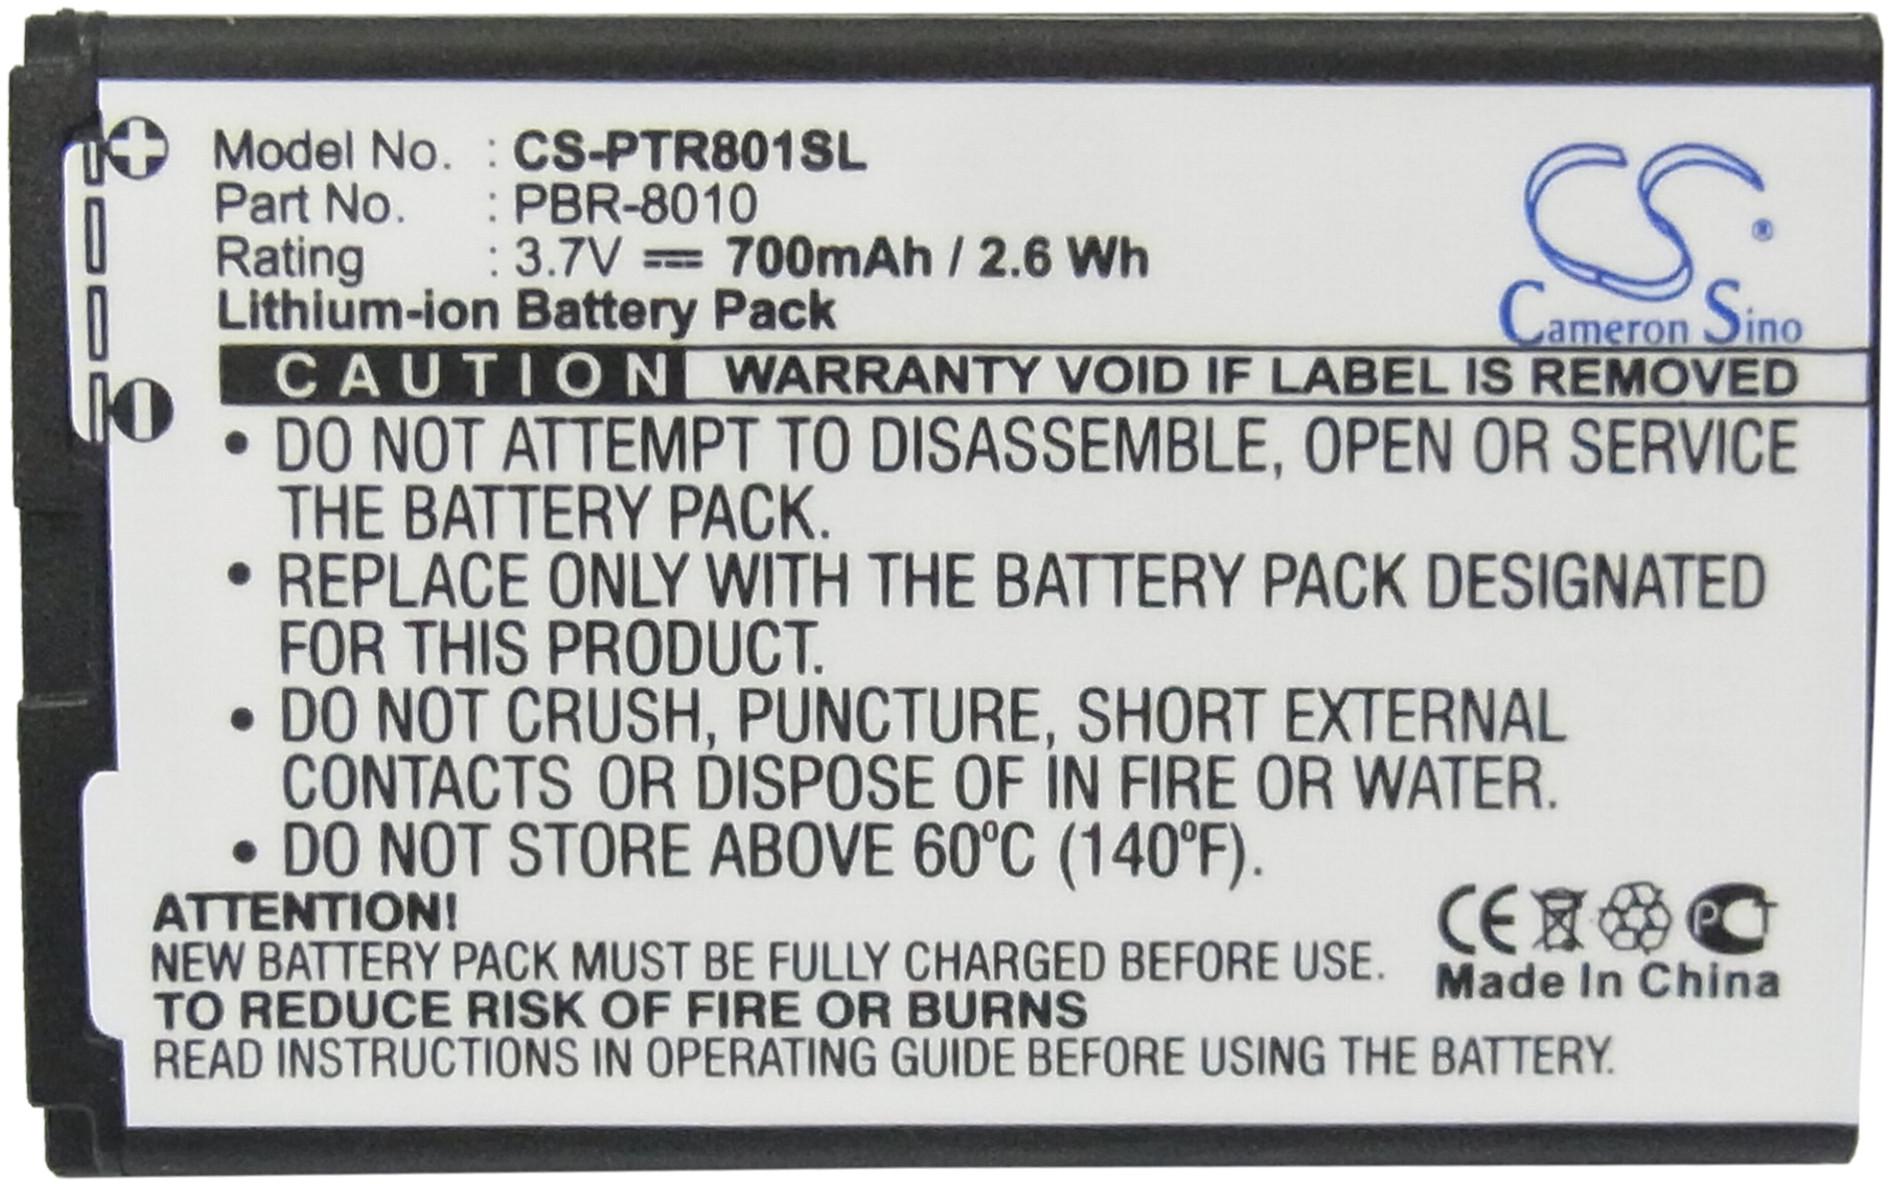 Model No. : CS-PTR801SL
Part No. : PBR-8010
Rating : 3.7V ⎓ 700mAh / 2.6 Wh
Lithium-ion Battery Pack
CS ®
Cameron Sino
CAUTION WARRANTY VOID IF LABEL IS REMOVED
• DO NOT ATTEMPT TO DISASSEMBLE, OPEN OR SERVICE
THE BATTERY PACK.
• REPLACE ONLY WITH THE BATTERY PACK DESIGNATED
FOR THIS PRODUCT.
• DO NOT CRUSH, PUNCTURE, SHORT EXTERNAL
CONTACTS OR DISPOSE OF IN FIRE OR WATER.
• DO NOT STORE ABOVE 60ºC (140ºF).
ATTENTION!
NEW BATTERY PACK MUST BE FULLY CHARGED BEFORE USE.
TO REDUCE RISK OF FIRE OR BURNS
READ INSTRUCTIONS IN OPERATING GUIDE BEFORE USING THE BATTERY.
CE PCT
Made In China